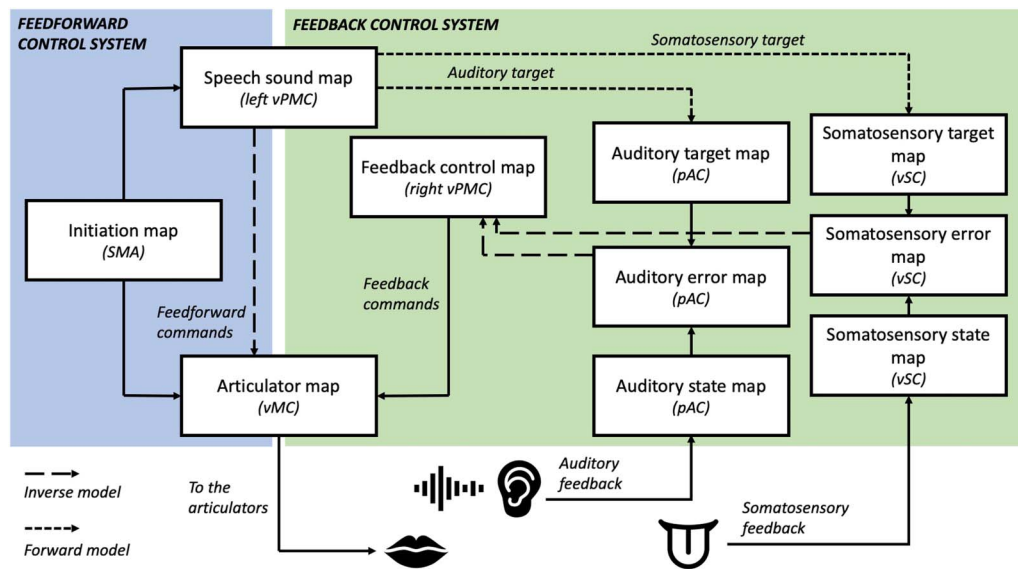 FEEDFORWARD
CONTROL SYSTEM
FEEDBACK CONTROL SYSTEM
Somatosensory target
Speech sound map
(left vPMC)
Auditory target
Auditory target map
(pAC)
Somatosensory target
map
(vSC)
Feedback control map
(right vPMC)
Initiation map
(SMA)
Somatosensory error
map
(vSC)
Auditory error map
(pAC)
Feedback
commands
Feedforward
commands
Somatosensory state
map
(vSC)
Articulator map
(vMC)
Auditory state map
(pAC)
Inverse model
Forward model
To the
articulators
Auditory
feedback
Somatosensory
feedback